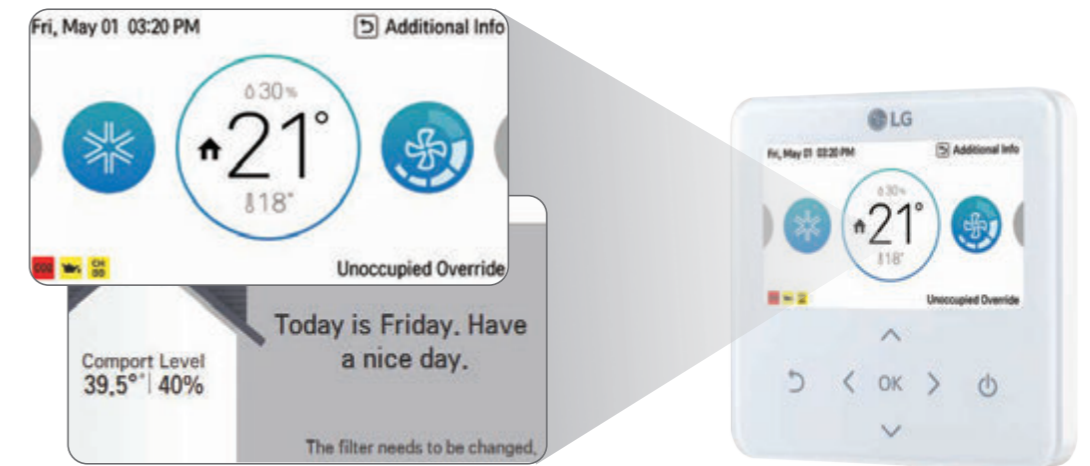 Fri, May 01 03:20 PM
Additional Info
30%
21°
18°
CH
Unoccupied Override
Comport Level
39.5°
40%
Today is Friday. Have
a nice day.
The filter needs to be changed.
LG
Fri, May 01 03:20 PM
Additional Info
30%
21°
18°
Unoccupied Override
OK